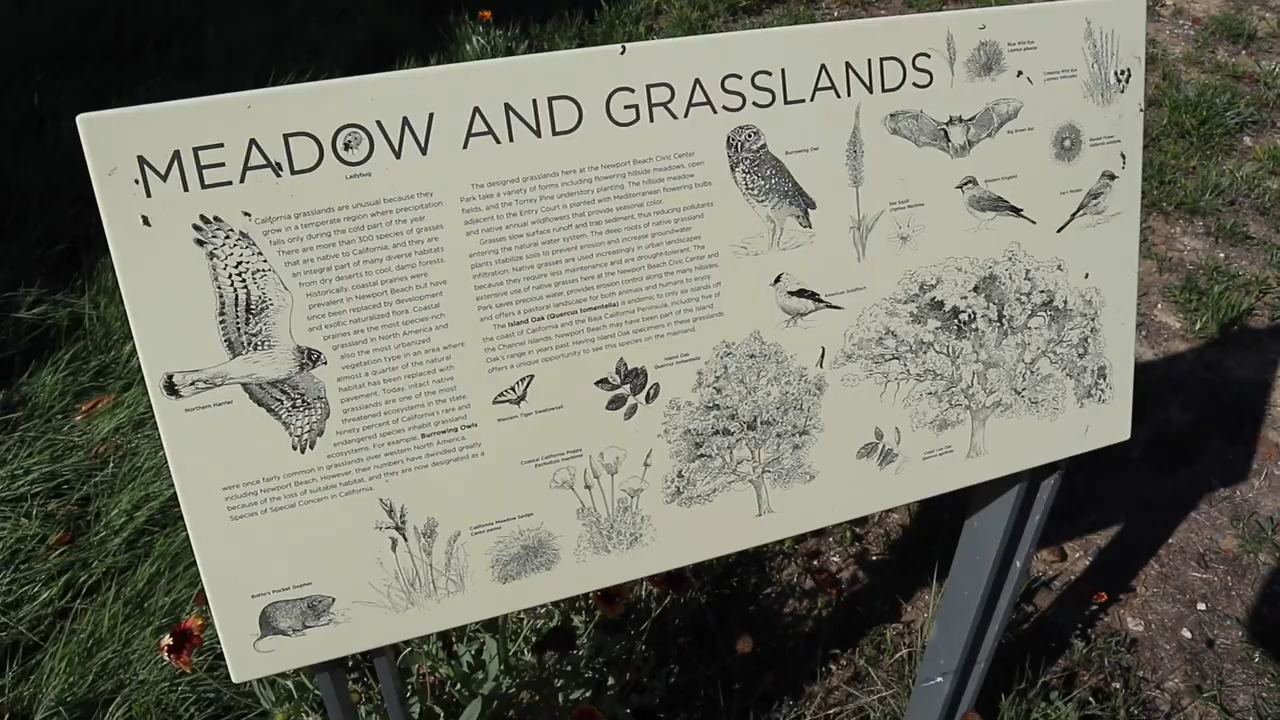 MEADOW AND GRASSLANDS
Ladybug
California grasslands are unusual because they
grow in a temperate region where precipitation
falls only during the cold part of the year.
There are more than 300 species of grasses
that are native to California, and they are
an integral part of many diverse habitats
from dry deserts to cool, damp forests.
Historically, coastal prairies were
prevalent in Newport Beach but have
since been replaced by development
and exotic naturalized flora. Coastal
prairies are the most species-rich
grassland in North America and
also the most urbanized
vegetation type in an area where
almost a quarter of the natural
habitat has been replaced with
pavement. Today, intact native
grasslands are one of the most
threatened ecosystems in the state.
Ninety percent of California's rare and
endangered species inhabit grassland
ecosystems. For example, Burrowing Owls
were once fairly common in grasslands over western North America,
including Newport Beach. However, their numbers have dwindled greatly
because of the loss of suitable habitat, and they are now designated as a
Species of Special Concern in California.
The designed grasslands here at the Newport Beach Civic Center
Park take a variety of forms including flowering hillside meadows, open
fields, and the Torrey Pine understory planting. The hillside meadow
adjacent to the Entry Court is planted with Mediterranean flowering bulbs
and native annual wildflowers that provide seasonal color.
Grasses slow surface runoff and trap sediment, thus reducing pollutants
entering the natural water system. The deep roots of native grassland
plants stabilize soils to prevent erosion and increase groundwater
infiltration. Native grasses are used increasingly in urban landscapes
because they require less maintenance and are drought-tolerant. The
extensive use of native grasses here at the Newport Beach Civic Center and
Park saves precious water, provides erosion control along the many hillsides,
and offers a pastoral landscape for both animals and humans to enjoy.
The Island Oak (Quercus tomentella) is endemic to only six islands off
the coast of California and the Baja California Peninsula, including five of
the Channel Islands. Newport Beach may have been part of the Island
Oak's range in years past. Having Island Oak specimens in these grasslands
offers a unique opportunity to see this species on the mainland.
Northern Harrier
Burrowing Owl
Blue Wild Rye
Creeping Wild Rye
Big Brown Bat
Western Kingbird
Sea Squill
American Goldfinch
Western Tiger Swallowtail
Island Oak
Quercus tomentella
Coast Live Oak
Coastal California Poppy
California Meadow Sedge
Carex pansa
Botta's Pocket Gopher